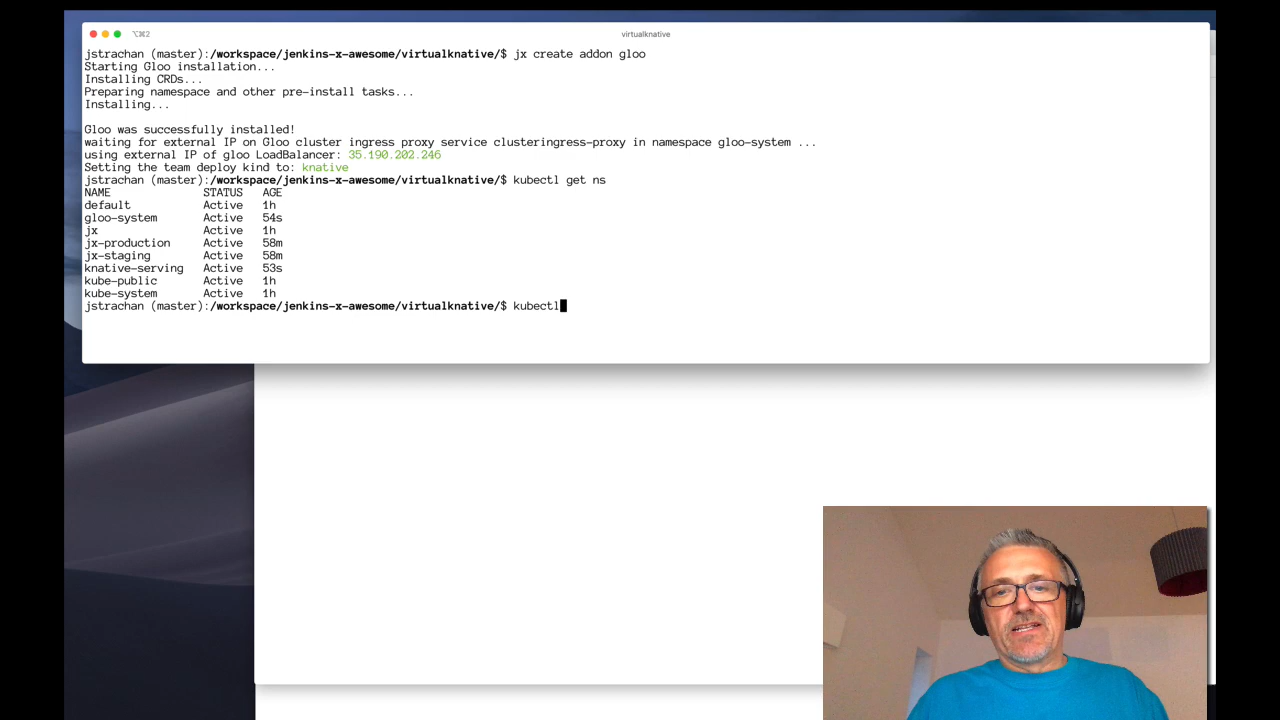 ⌥⌘2
virtualknative
jstrachan (master):/workspace/jenkins-x-awesome/virtualknative/$ jx create addon gloo
Starting Gloo installation...
Installing CRDs...
Preparing namespace and other pre-install tasks...
Installing...
Gloo was successfully installed!
waiting for external IP on Gloo cluster ingress proxy service clusteringress-proxy in namespace gloo-system ...
using external IP of gloo LoadBalancer: 35.190.202.246
Setting the team deploy kind to: knative
jstrachan (master):/workspace/jenkins-x-awesome/virtualknative/$ kubectl get ns
NAME STATUS AGE
default Active 1h
gloo-system Active 54s
jx Active 1h
jx-production Active 58m
jx-staging Active 58m
knative-serving Active 53s
kube-public Active 1h
kube-system Active 1h
jstrachan (master):/workspace/jenkins-x-awesome/virtualknative/$ kubectl